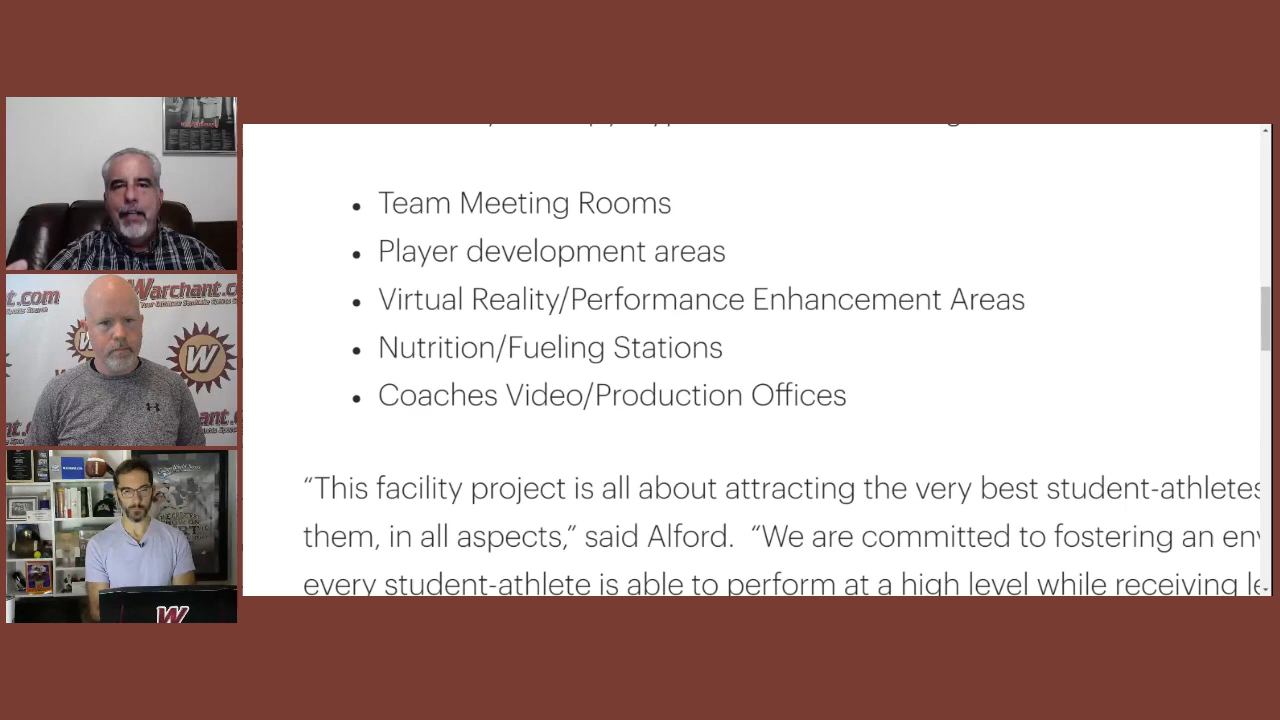 Team Meeting Rooms
Player development areas
Virtual Reality/Performance Enhancement Areas
Nutrition/Fueling Stations
Coaches Video/Production Offices
“This facility project is all about attracting the very best student-athletes
them, in all aspects,” said Alford. “We are committed to fostering an
every student-athlete is able to perform at a high level while receiving
t.com
Warchant.c
W
W